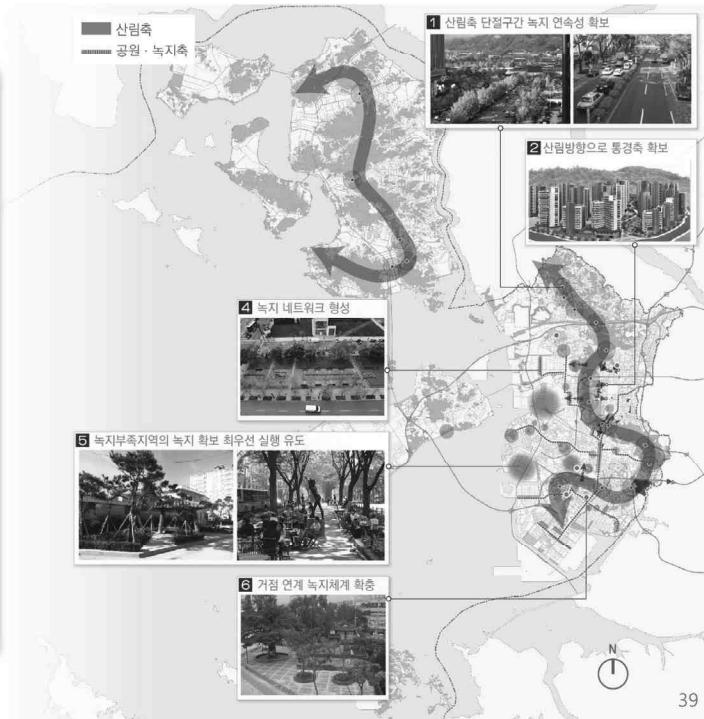 산림축
공원 · 녹지축
1 산림축 단절구간 녹지 연속성 확보
2 산림방향으로 통경축 확보
4 녹지 네트워크 형성
5 녹지부족지역의 녹지 확보 최우선 실행 유도
6 거점 연계 녹지체계 확충
N
39